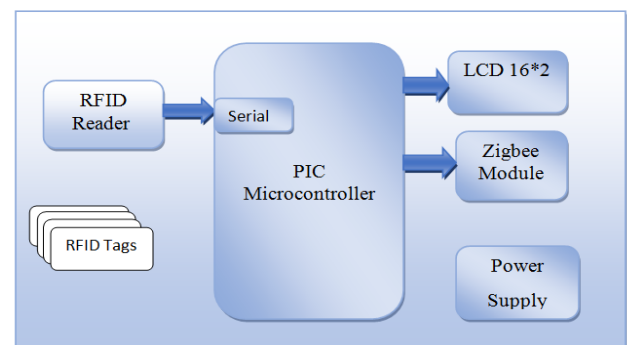 RFID
Reader
Serial
PIC
Microcontroller
LCD 16*2
Zigbee
Module
RFID Tags
Power
Supply